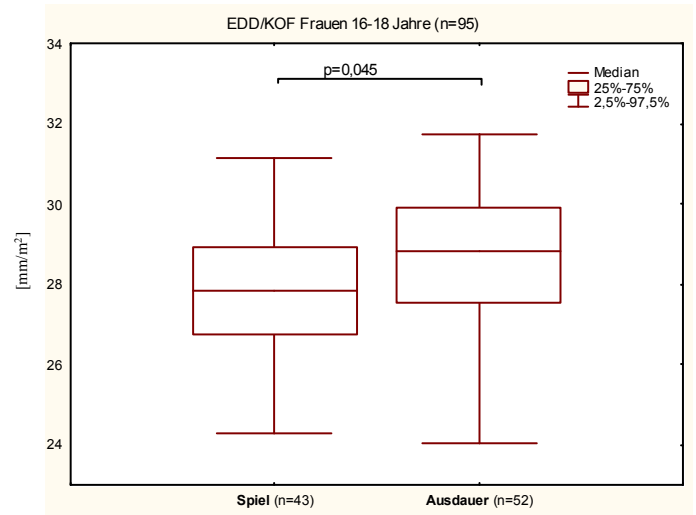 EDD/KOF Frauen 16-18 Jahre (n=95)
34
p=0,045
Median
25%-75%
2,5%-97,5%
32
30
[mm/m²]
28
26
24
Spiel (n=43) Ausdauer (n=52)